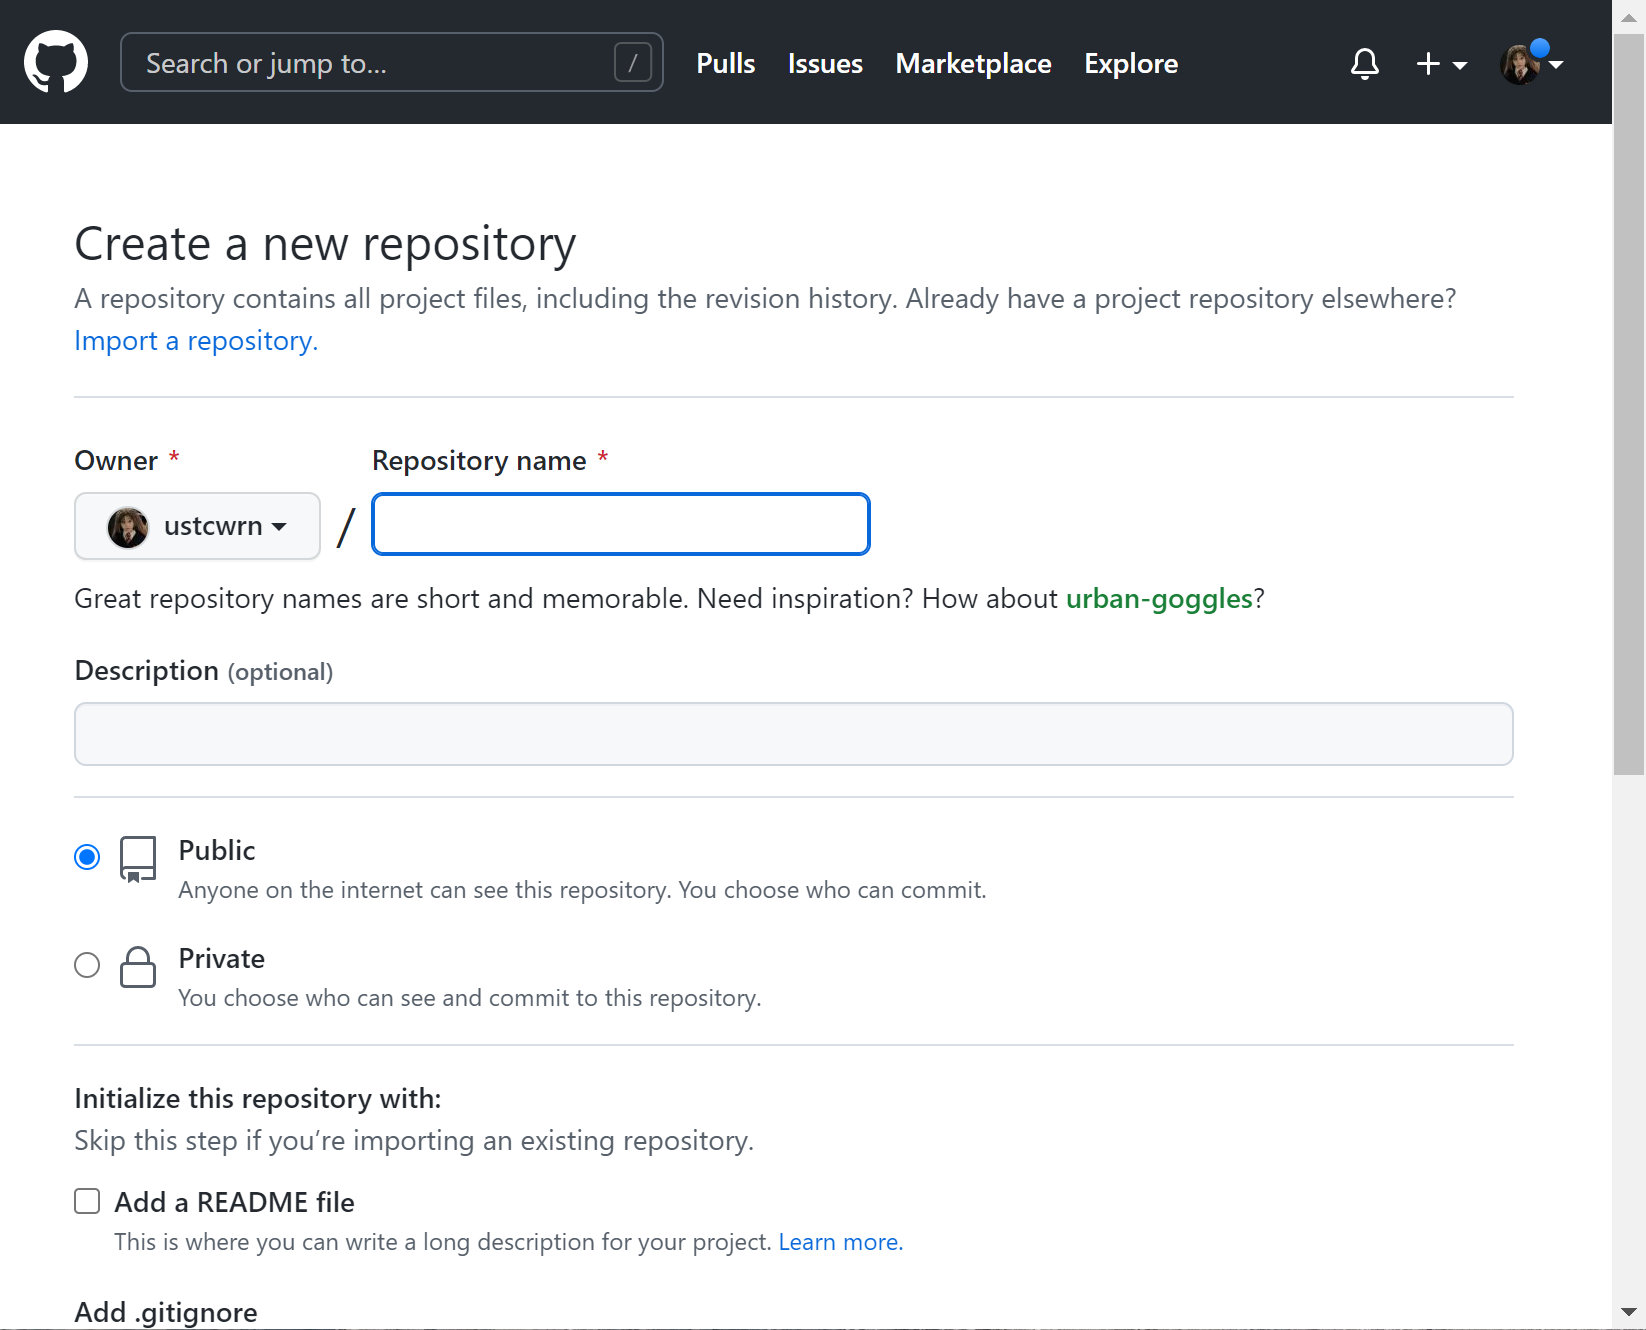 Search or jump to...
/
Pulls
Issues
Marketplace
Explore
Create a new repository
A repository contains all project files, including the revision history. Already have a project repository elsewhere?
Import a repository.
Owner *
Repository name *
ustcwrn
/
Great repository names are short and memorable. Need inspiration? How about urban-goggles?
Description (optional)
Public
Anyone on the internet can see this repository. You choose who can commit.
Private
You choose who can see and commit to this repository.
Initialize this repository with:
Skip this step if you’re importing an existing repository.
Add a README file
This is where you can write a long description for your project. Learn more.
Add .gitignore